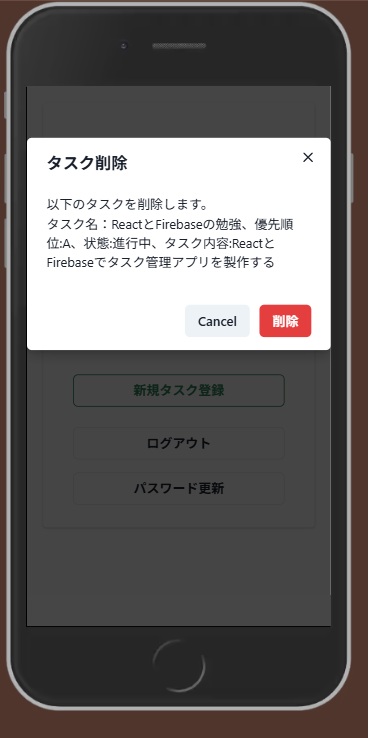 タスク削除
以下のタスクを削除します。
タスク名：ReactとFirebaseの勉強、優先順
位:A、状態:進行中、タスク内容:Reactと
Firebaseでタスク管理アプリを製作する
Cancel
削除
新規タスク登録
ログアウト
パスワード更新